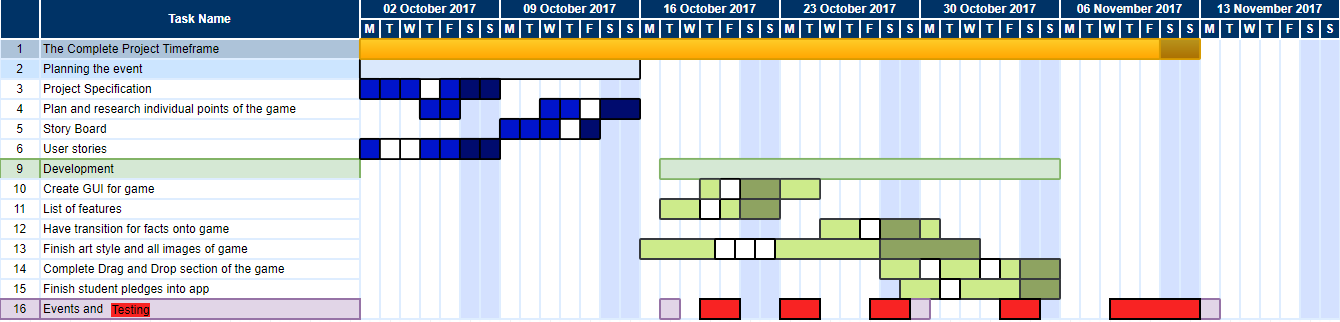 Task Name
02 October 2017 09 October 2017 16 October 2017 23 October 2017 30 October 2017 06 November 2017 13 November 2017
M T W T F S S M T W T F S S M T W T F S S M T W T F S S M T W T F S S M T W T F S S M T W T F S S
1 The Complete Project Timeframe
2 Planning the event
3 Project Specification
4 Plan and research individual points of the game
5 Story Board
6 User stories
9 Development
10 Create GUI for game
11 List of features
12 Have transition for facts onto game
13 Finish art style and all images of game
14 Complete Drag and Drop section of the game
15 Finish student pledges into app
16 Events and Testing